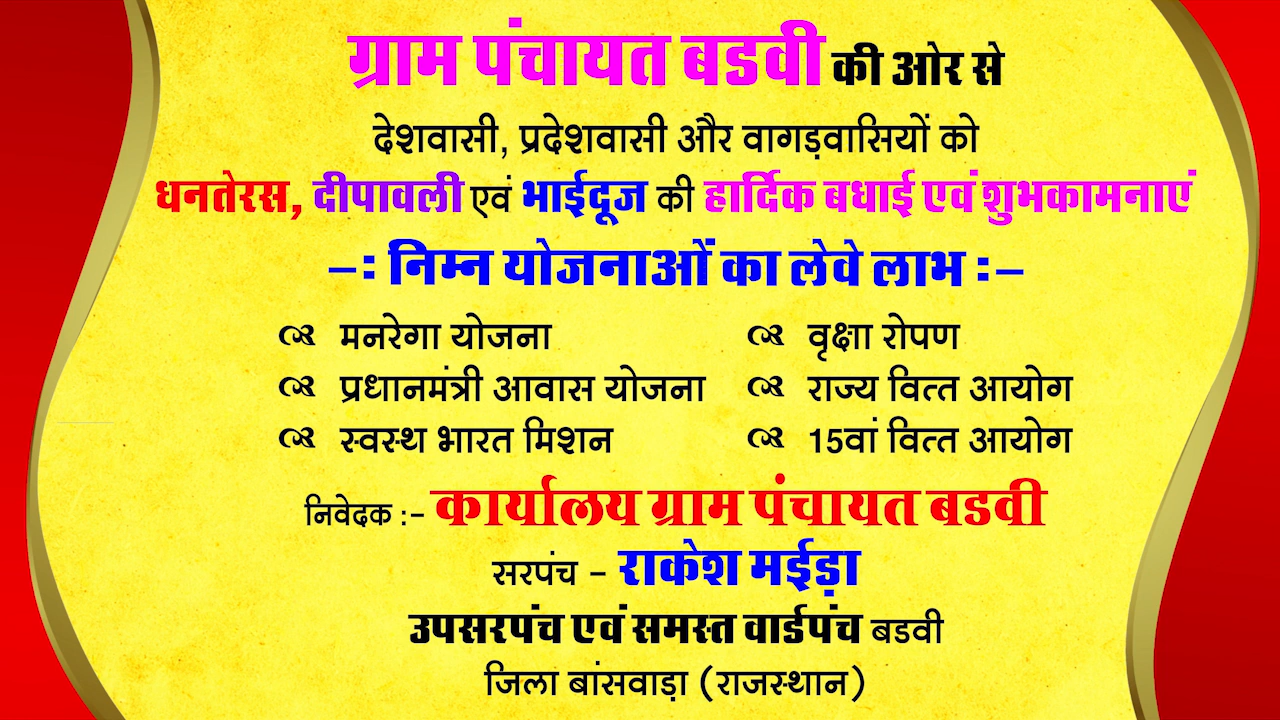 ग्राम पंचायत बडवी की ओर से
देशवासी, प्रदेशवासी और वागड़वासियों को
धनतेरस, दीपावली एवं भाईदूज की हार्दिक बधाई एवं शुभकामनाएं
-: निम्न योजनाओं का लेवे लाभ :-
मनरेगा योजना
वृक्षा रोपण
प्रधानमंत्री आवास योजना
राज्य वित्त आयोग
स्वस्थ भारत मिशन
15वां वित्त आयोग
निवेदक :- कार्यालय ग्राम पंचायत बडवी
सरपंच - राकेश मईड़ा
उपसरपंच एवं समस्त वार्डपंच बडवी
जिला बांसवाड़ा (राजस्थान)